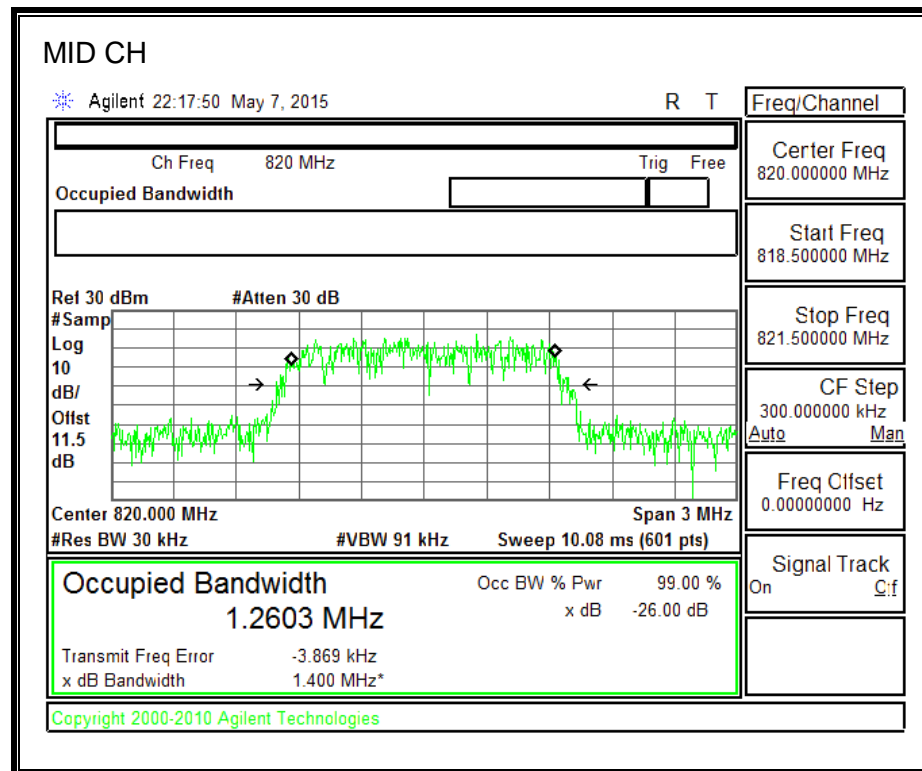 MID CH
Agilent 22:17:50 May 7, 2015 R T
Freq/Channel
Ch Freq 820 MHz Trig Free
Occupied Bandwidth
Center Freq
820.000000 MHz
Start Freq
818.500000 MHz
Stop Freq
821.500000 MHz
CF Step
300.000000 kHz
Auto Man
Freq Offset
0.00000000 Hz
Signal Track
On Off
Ref 30 dBm #Atten 30 dB
#Samp
Log
10
dB/
Offst
11.5
dB
Center 820.000 MHz Span 3 MHz
#Res BW 30 kHz #VBW 91 kHz Sweep 10.08 ms (601 pts)
Occupied Bandwidth Occ BW % Pwr 99.00 %
1.2603 MHz x dB -26.00 dB
Transmit Freq Error -3.869 kHz
x dB Bandwidth 1.400 MHz*
Copyright 2000-2010 Agilent Technologies